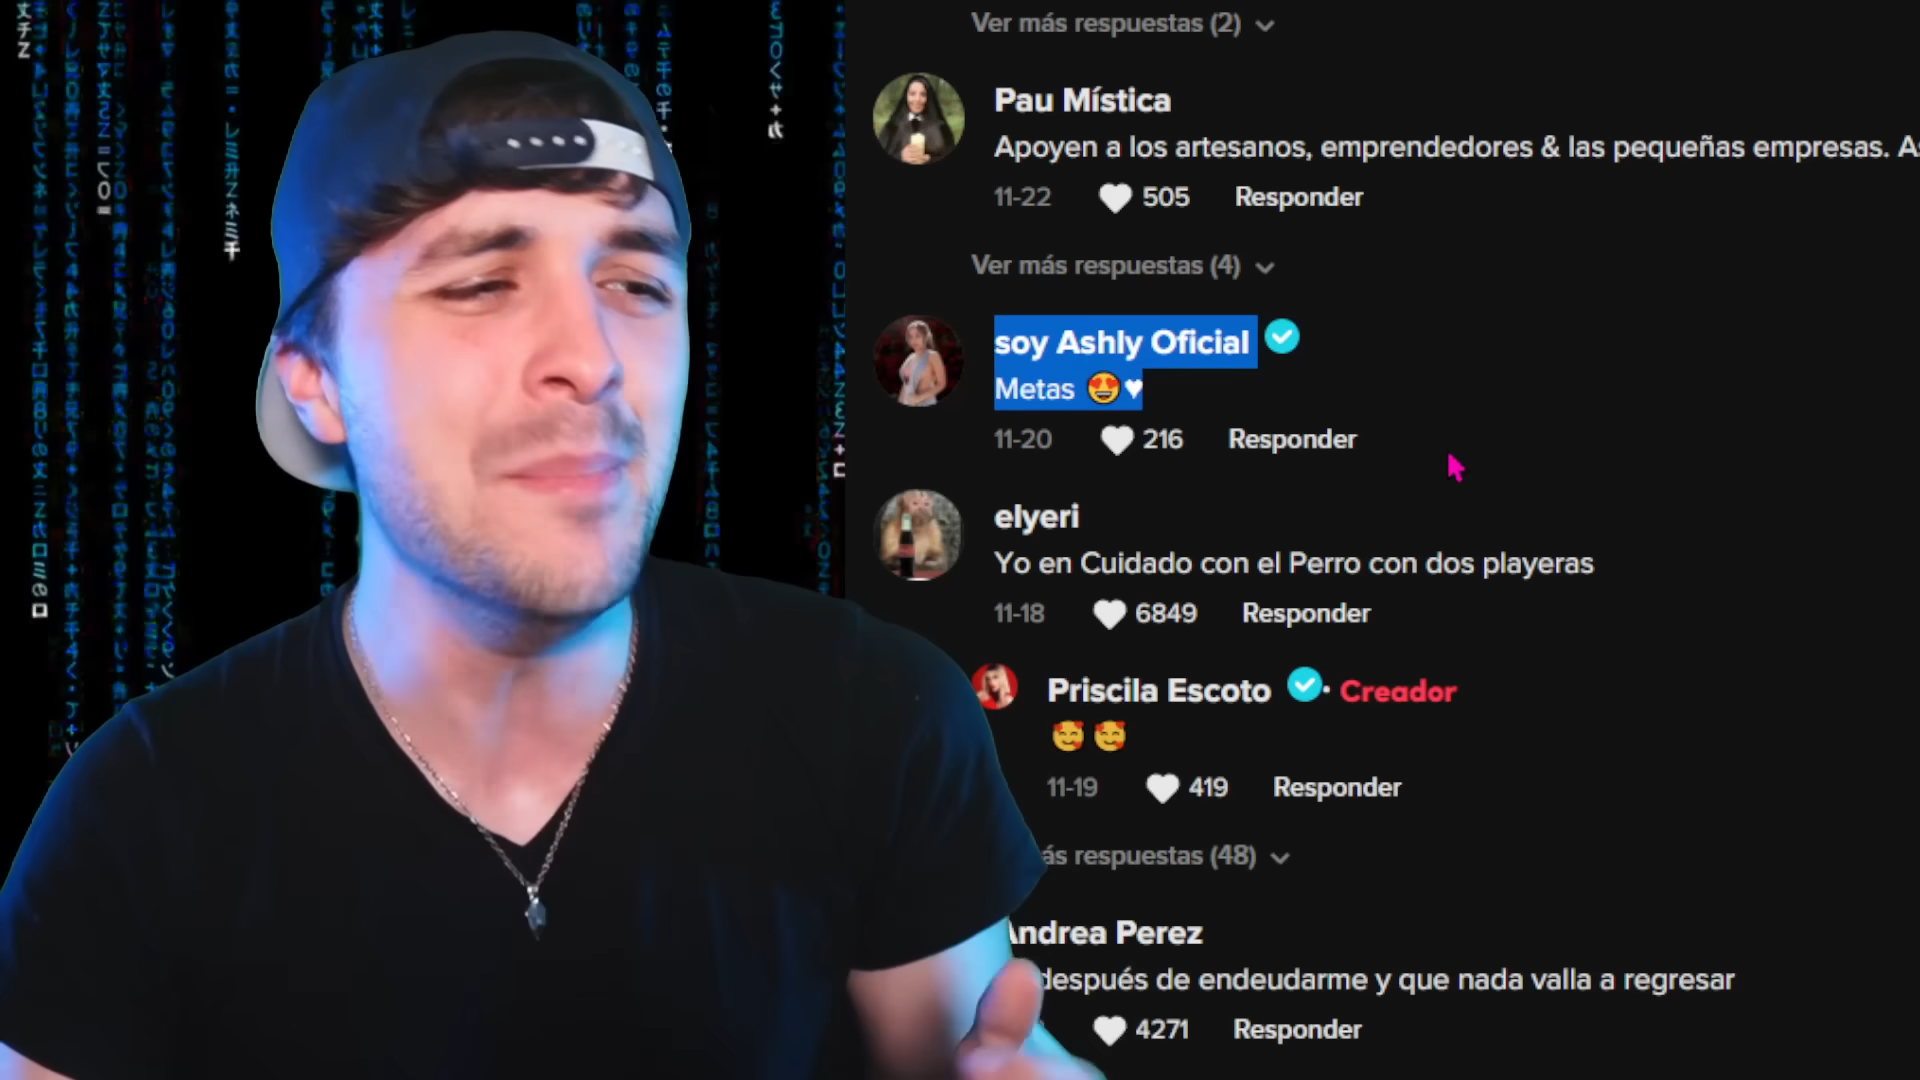 Ver más respuestas (2)
Pau Mística
Apoyen a los artesanos, emprendedores & las pequeñas empresas.
11-22 505 Responder
Ver más respuestas (4)
soy Ashly Oficial
Metas 😍♥
11-20 216 Responder
elyeri
Yo en Cuidado con el Perro con dos playeras
11-18 6849 Responder
Priscila Escoto · Creador
🥰 🥰
11-19 419 Responder
ás respuestas (48)
Andrea Perez
después de endeudarme y que nada valla a regresar
4271 Responder